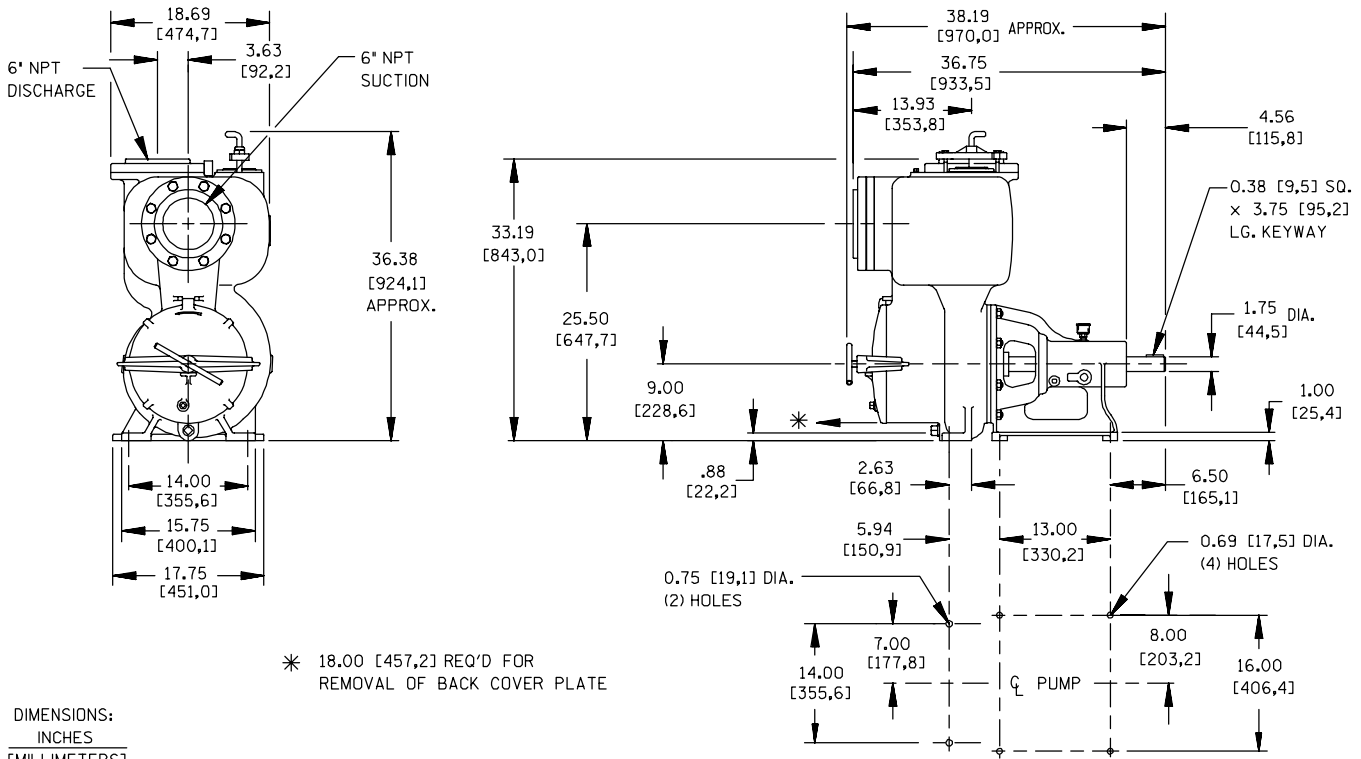 18.69
[474,7]
3.63
[92,2]
6" NPT
DISCHARGE
6" NPT
SUCTION
36.38
[924,1]
APPROX.
14.00
[355,6]
15.75
[400,1]
17.75
[451,0]
38.19 APPROX.
[970,0]
36.75
[933,5]
13.93
[353,8]
4.56
[115,8]
0.38 [9,5] SQ.
× 3.75 [95,2]
LG. KEYWAY
33.19
[843,0]
25.50
[647,7]
1.75 DIA.
[44,5]
9.00
[228,6]
1.00
[25,4]
.88
[22,2]
2.63
[66,8]
6.50
[165,1]
5.94
[150,9]
13.00
[330,2]
0.69 [17,5] DIA.
(4) HOLES
0.75 [19,1] DIA.
(2) HOLES
7.00
[177,8]
14.00
[355,6]
8.00
[203,2]
16.00
[406,4]
CL PUMP
✳ 18.00 [457,2] REQ'D FOR
REMOVAL OF BACK COVER PLATE
DIMENSIONS:
INCHES
[MILLIMETERS]